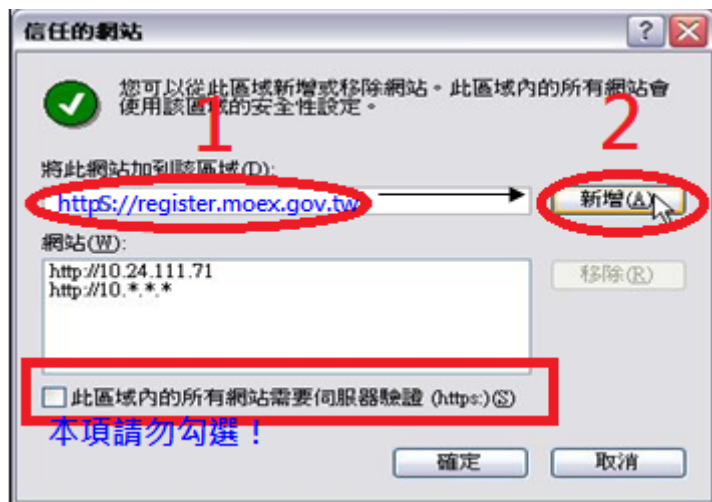 信任的網站
您可以從此區域新增或移除網站。此區域內的所有網站會
使用該區域的安全性設定。
1
2
將此網站加到該區域(D):
httpS://register.moex.gov.tw
新增(A)
網站(W):
http://10.24.111.71
http://10.*.*.*
移除(R)
此區域內的所有網站需要伺服器驗證 (https:)(S)
本項請勿勾選！
確定
取消